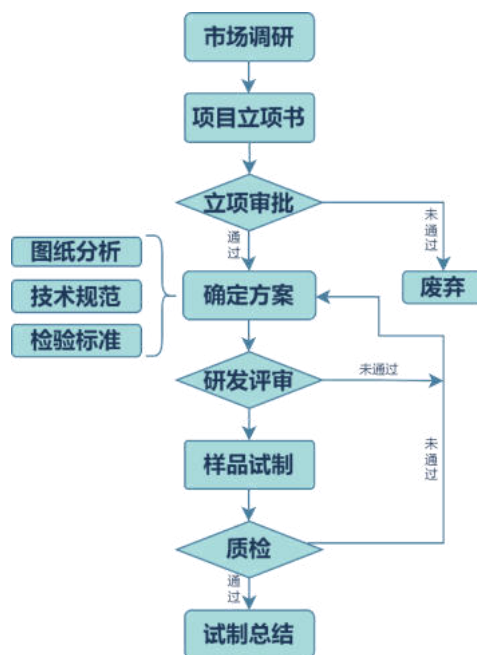 市场调研
项目立项书
立项审批
未通过
通过
图纸分析
技术规范
检验标准
确定方案
废弃
研发评审
未通过
样品试制
未通过
质检
通过
试制总结